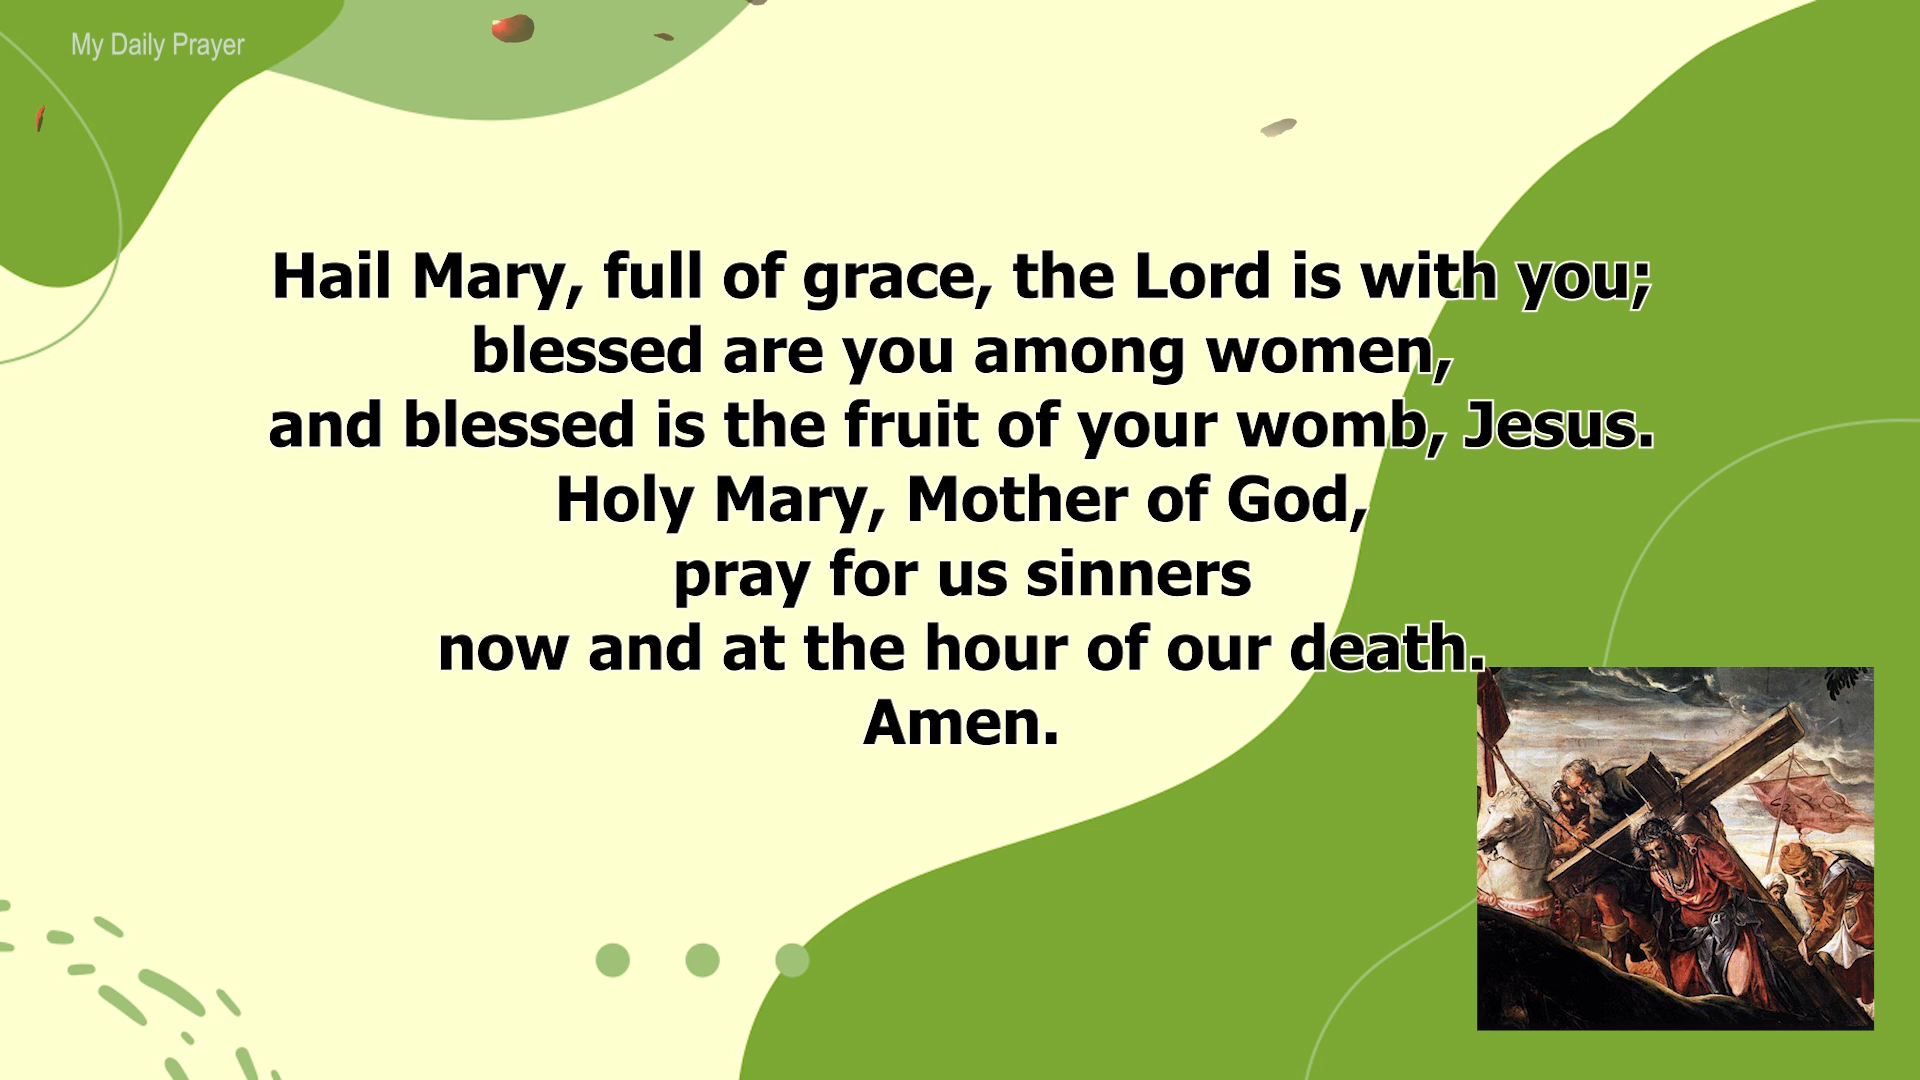 My Daily Prayer
Hail Mary, full of grace, the Lord is with you;
blessed are you among women,
and blessed is the fruit of your womb, Jesus.
Holy Mary, Mother of God,
pray for us sinners
now and at the hour of our death.
Amen.